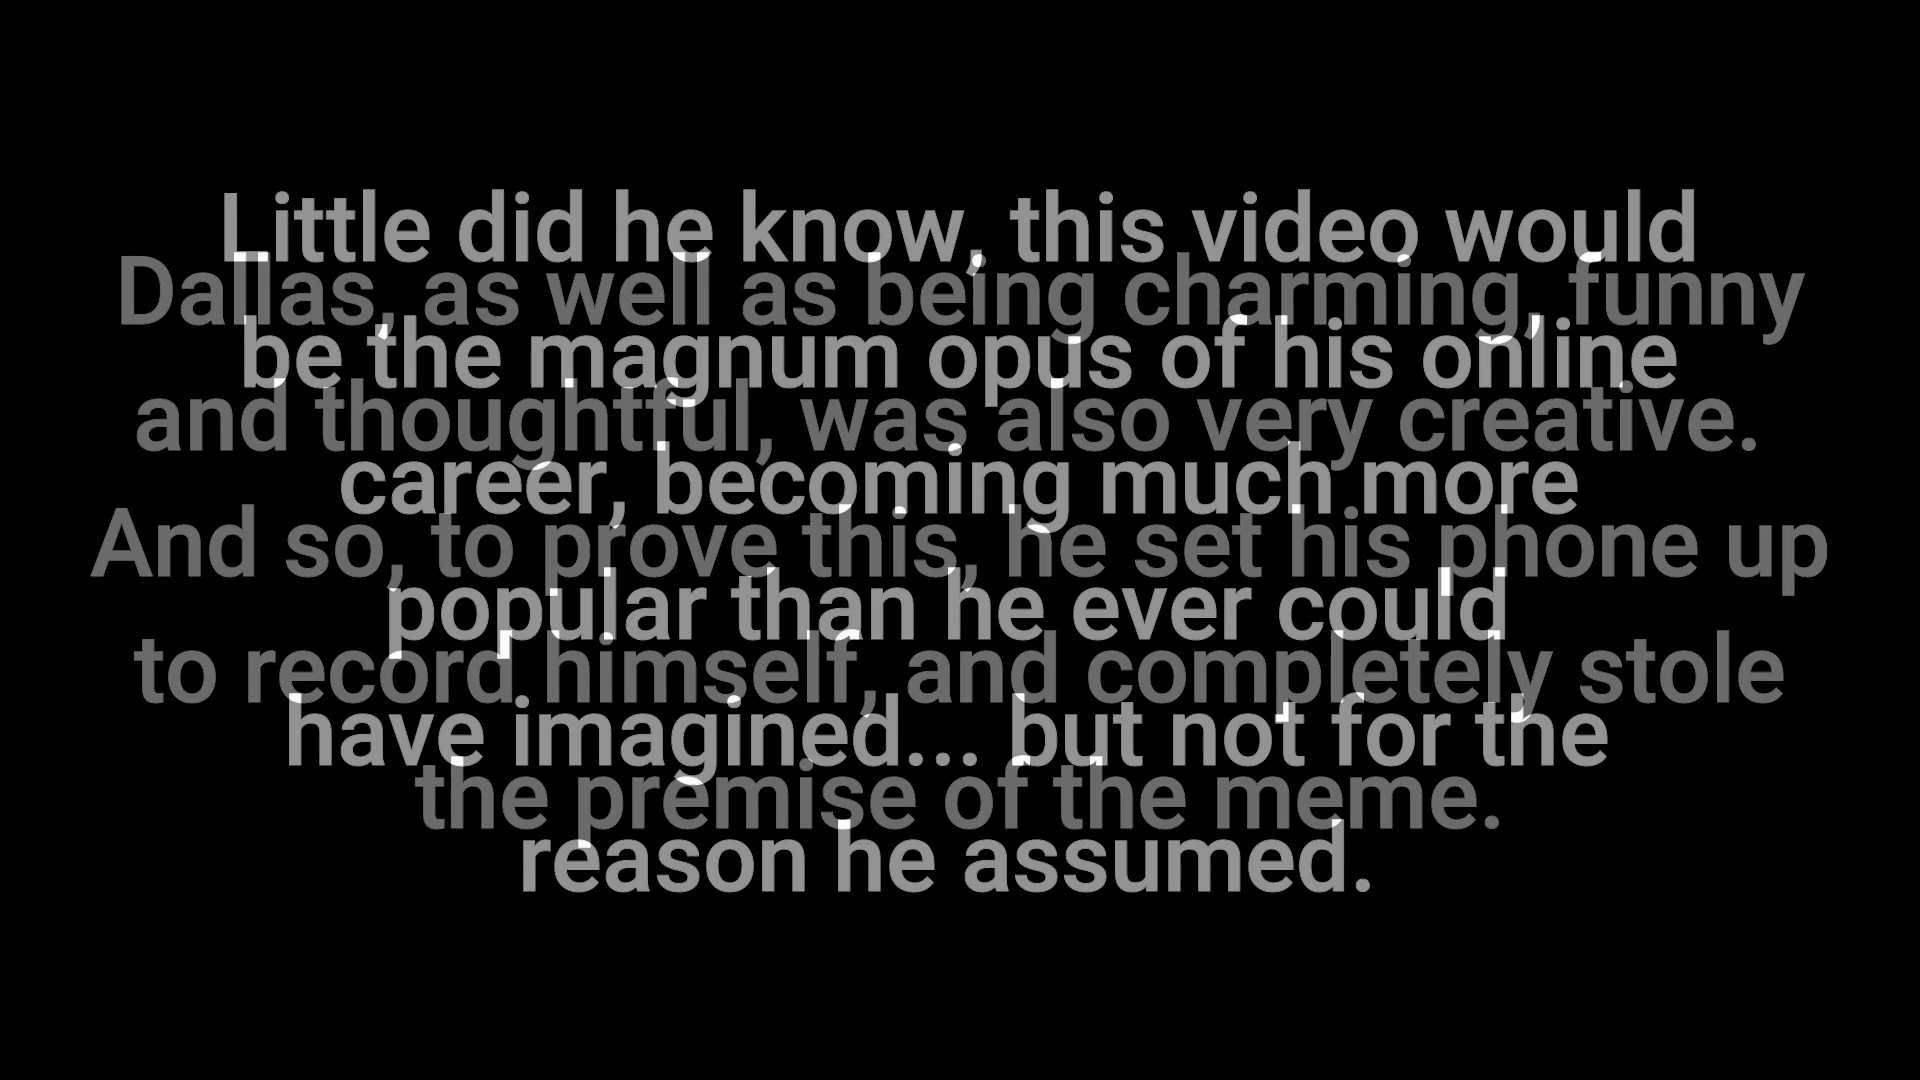 Little did he know, this video would
Dallas, as well as being charming, funny
be the magnum opus of his online
and thoughtful, was also very creative.
career, becoming much more
And so, to prove this, he set his phone up
popular than he ever could
to record himself, and completely stole
have imagined... but not for the
the premise of the meme.
reason he assumed.